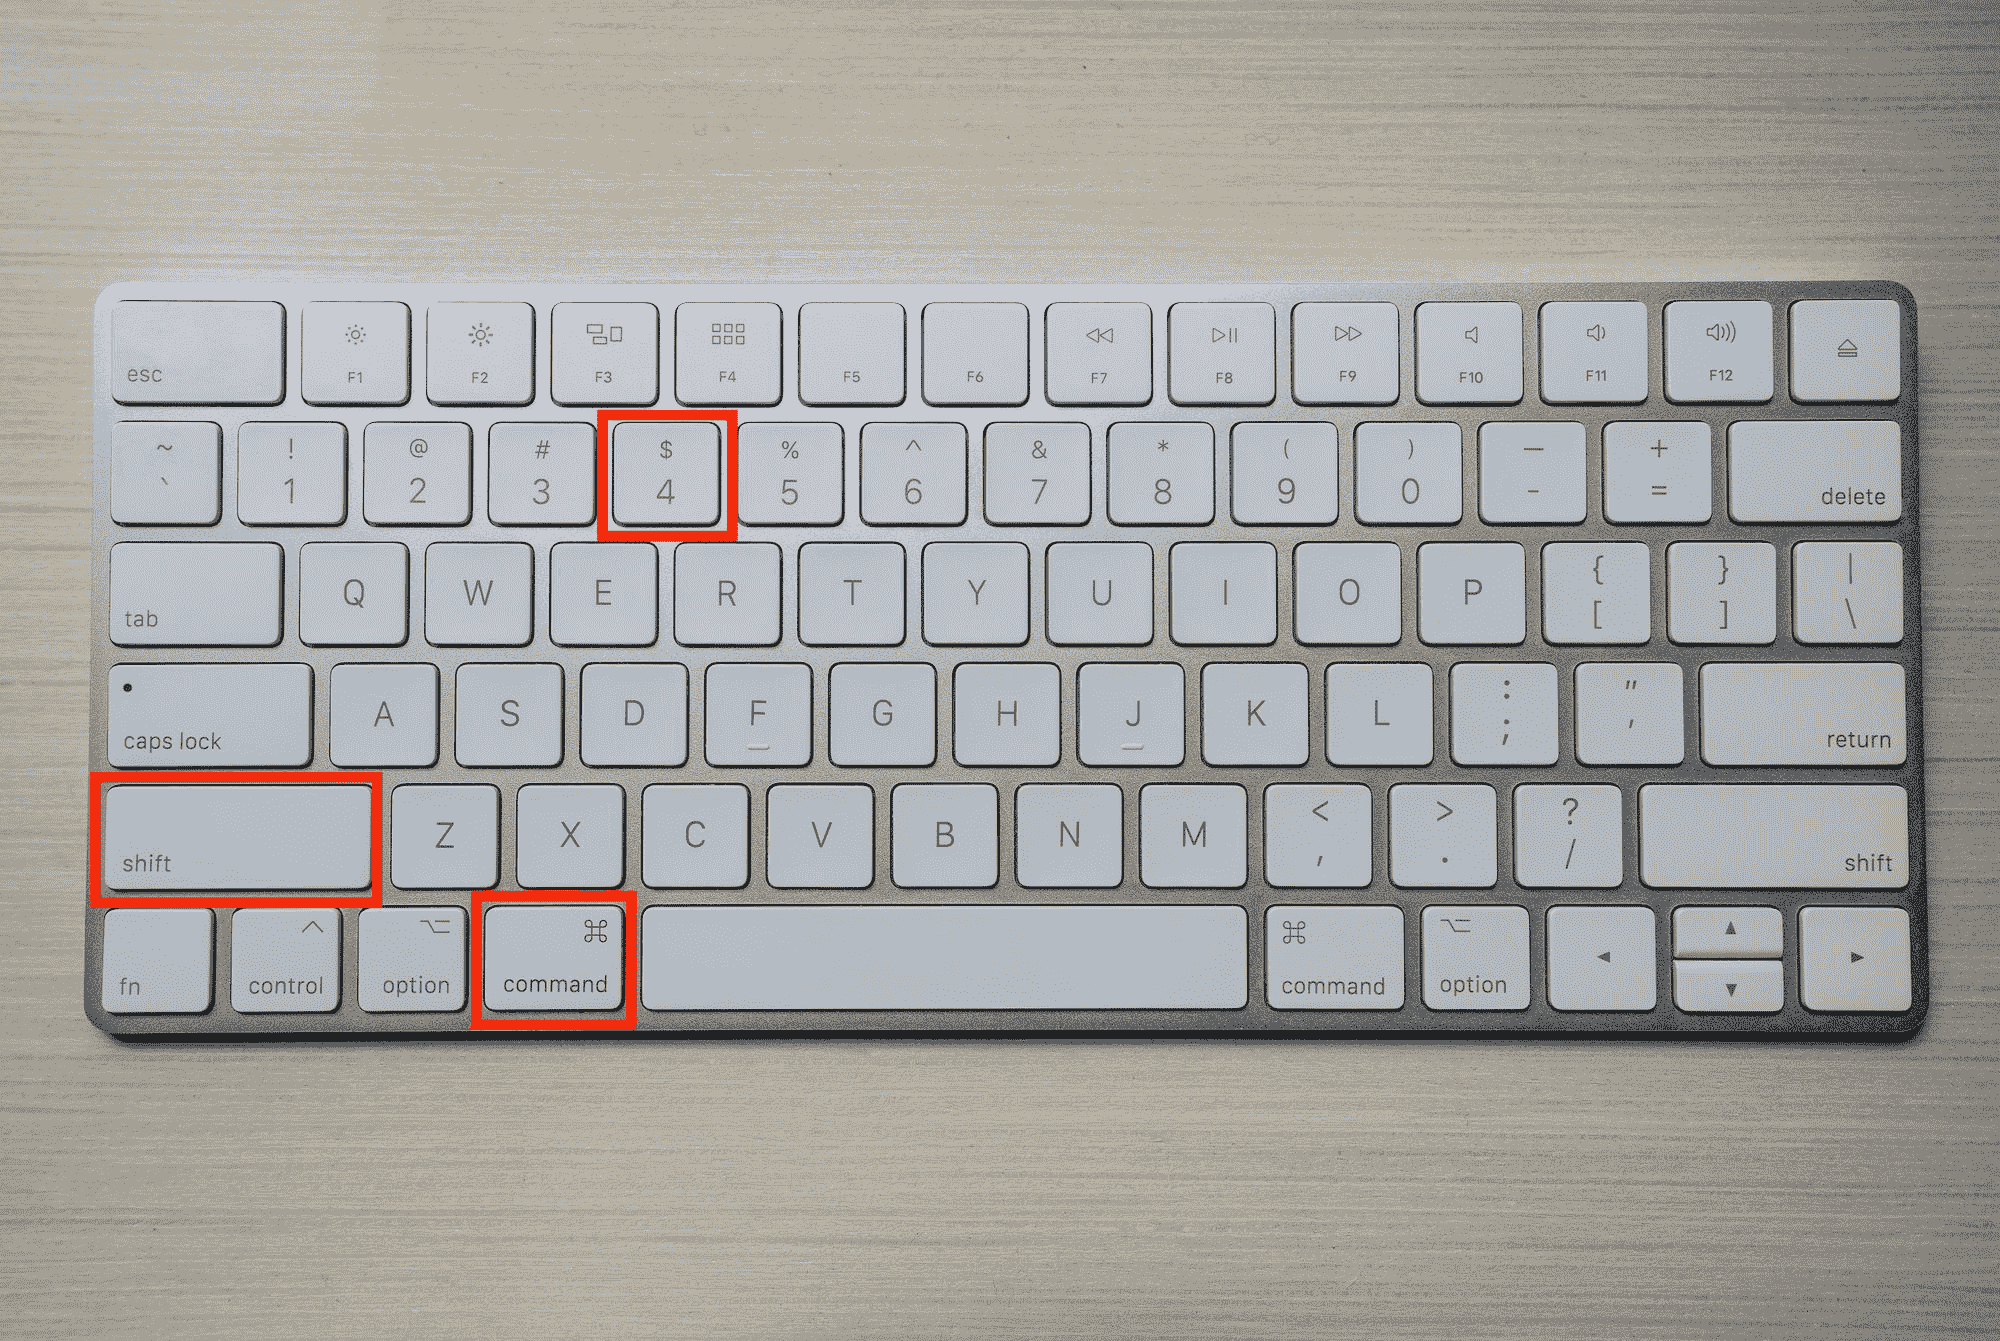 esc F1 F2 F3 F4 F5 F6 F7 F8 F9 F10 F11 F12
~ ! @ # $ % ^ & * ( ) — +
` 1 2 3 4 5 6 7 8 9 0 - = delete
tab Q W E R T Y U I O P { } |
[ ] \
caps lock A S D F G H J K L : "
; ' return
shift Z X C V B N M < > ?
, . / shift
fn control option command command option